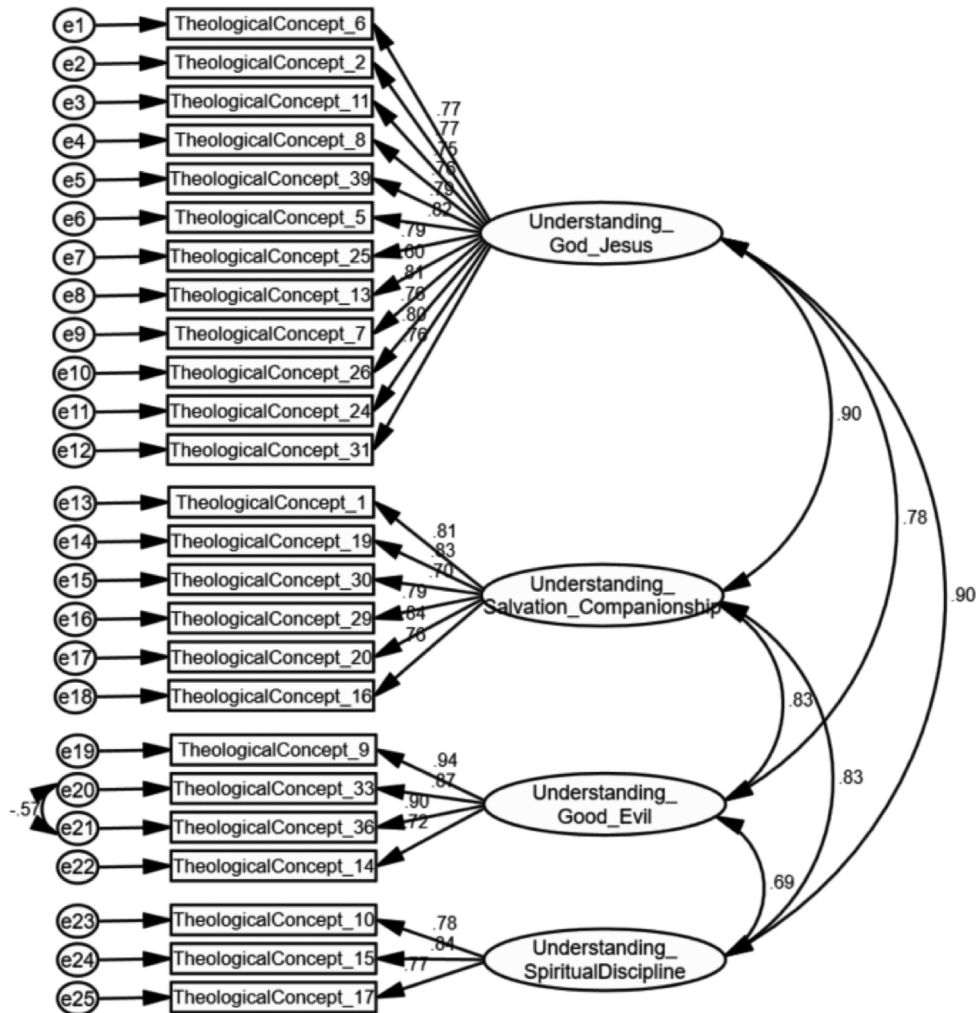 e1 TheologicalConcept_6
e2 TheologicalConcept_2
e3 TheologicalConcept_11
e4 TheologicalConcept_8
e5 TheologicalConcept_39
e6 TheologicalConcept_5
e7 TheologicalConcept_25
e8 TheologicalConcept_13
e9 TheologicalConcept_7
e10 TheologicalConcept_26
e11 TheologicalConcept_24
e12 TheologicalConcept_31
.77
.77
.75
.76
.79
.82
.79
.60
.81
.76
.80
.76
Understanding_
God_Jesus
.90
.78
.90
e13 TheologicalConcept_1
e14 TheologicalConcept_19
e15 TheologicalConcept_30
e16 TheologicalConcept_29
e17 TheologicalConcept_20
e18 TheologicalConcept_16
.81
.83
.70
.79
.84
.76
Understanding_
Salvation_Companionship
.83
.83
e19 TheologicalConcept_9
e20 TheologicalConcept_33
e21 TheologicalConcept_36
e22 TheologicalConcept_14
-.57
.94
.87
.90
.72
Understanding_
Good_Evil
.69
e23 TheologicalConcept_10
e24 TheologicalConcept_15
e25 TheologicalConcept_17
.78
.84
.77
Understanding_
SpiritualDiscipline